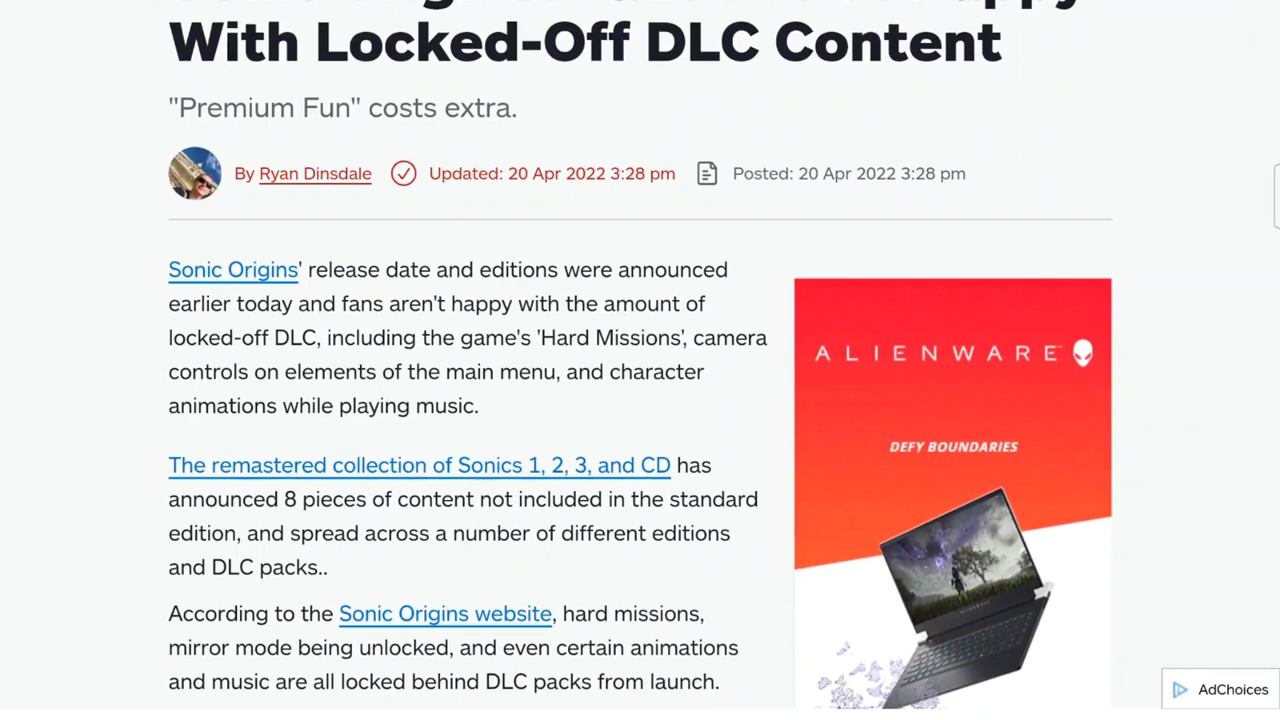 With Locked-Off DLC Content
"Premium Fun" costs extra.
By Ryan Dinsdale Updated: 20 Apr 2022 3:28 pm Posted: 20 Apr 2022 3:28 pm
Sonic Origins' release date and editions were announced
earlier today and fans aren't happy with the amount of
locked-off DLC, including the game's 'Hard Missions', camera
controls on elements of the main menu, and character
animations while playing music.
The remastered collection of Sonics 1, 2, 3, and CD has
announced 8 pieces of content not included in the standard
edition, and spread across a number of different editions
and DLC packs..
According to the Sonic Origins website, hard missions,
mirror mode being unlocked, and even certain animations
and music are all locked behind DLC packs from launch.
ALIENWARE
DEFY BOUNDARIES
ALIENWARE
AdChoices